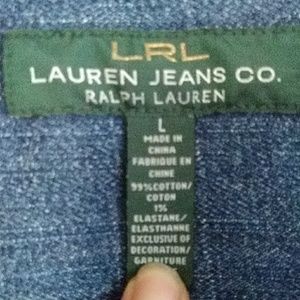 LRL
LAUREN JEANS CO.
RALPH LAUREN
L
MADE IN
CHINA
FABRIQUE EN
CHINE
99%COTTON/
COTON
1%
ELASTANE/
ELASTHANNE
EXCLUSIVE OF
DECORATION/
GARNITURE